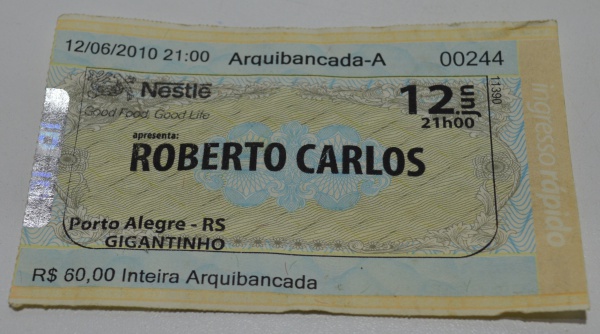 12/06/2010 21:00 Arquibancada-A 00244
Nestlé 12.jun 11390
Good Food, Good Life 21h00
apresenta:
ROBERTO CARLOS
Porto Alegre - RS
GIGANTINHO
R$ 60,00 Inteira Arquibancada
ingresso rápido